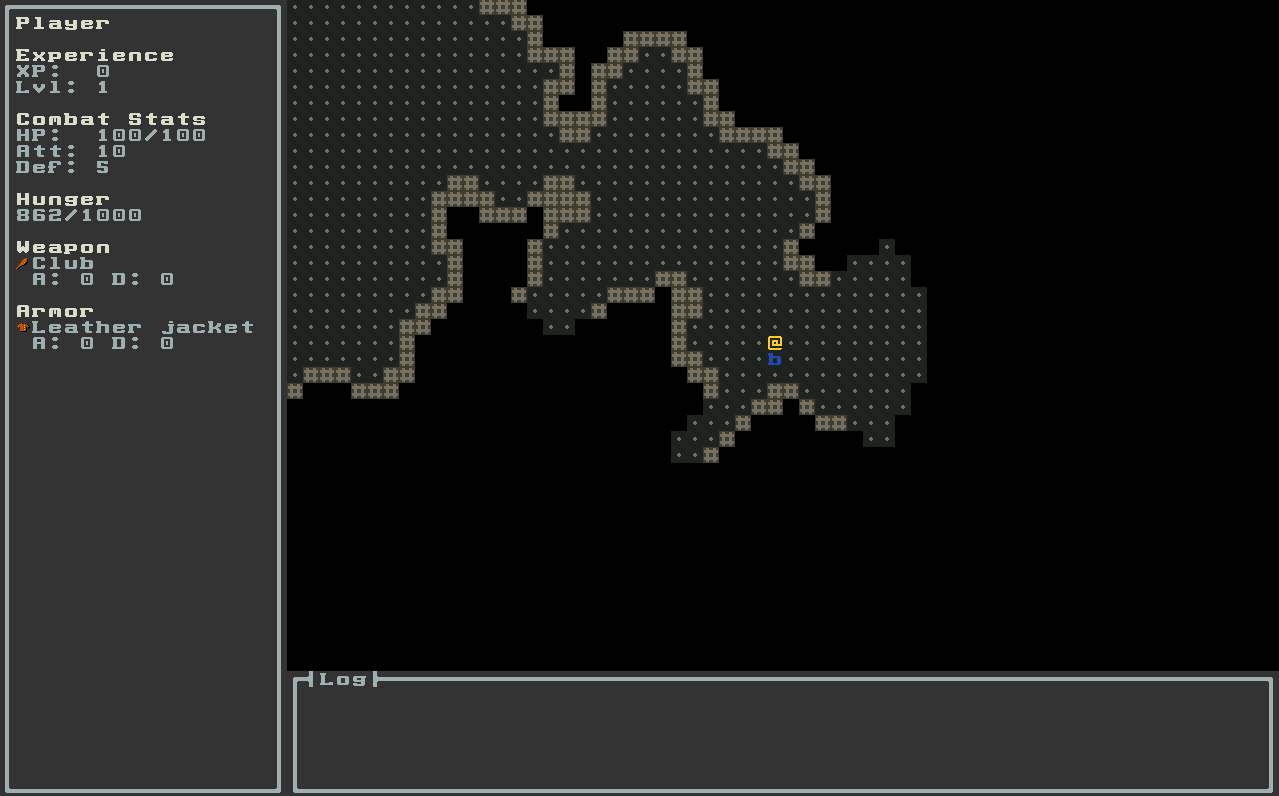 Player
Experience
XP: 0
Lvl: 1
Combat Stats
HP: 100/100
Att: 10
Def: 5
Hunger
862/1000
Weapon
Club
A: 0 D: 0
Armor
Leather jacket
A: 0 D: 0
@
b
Log